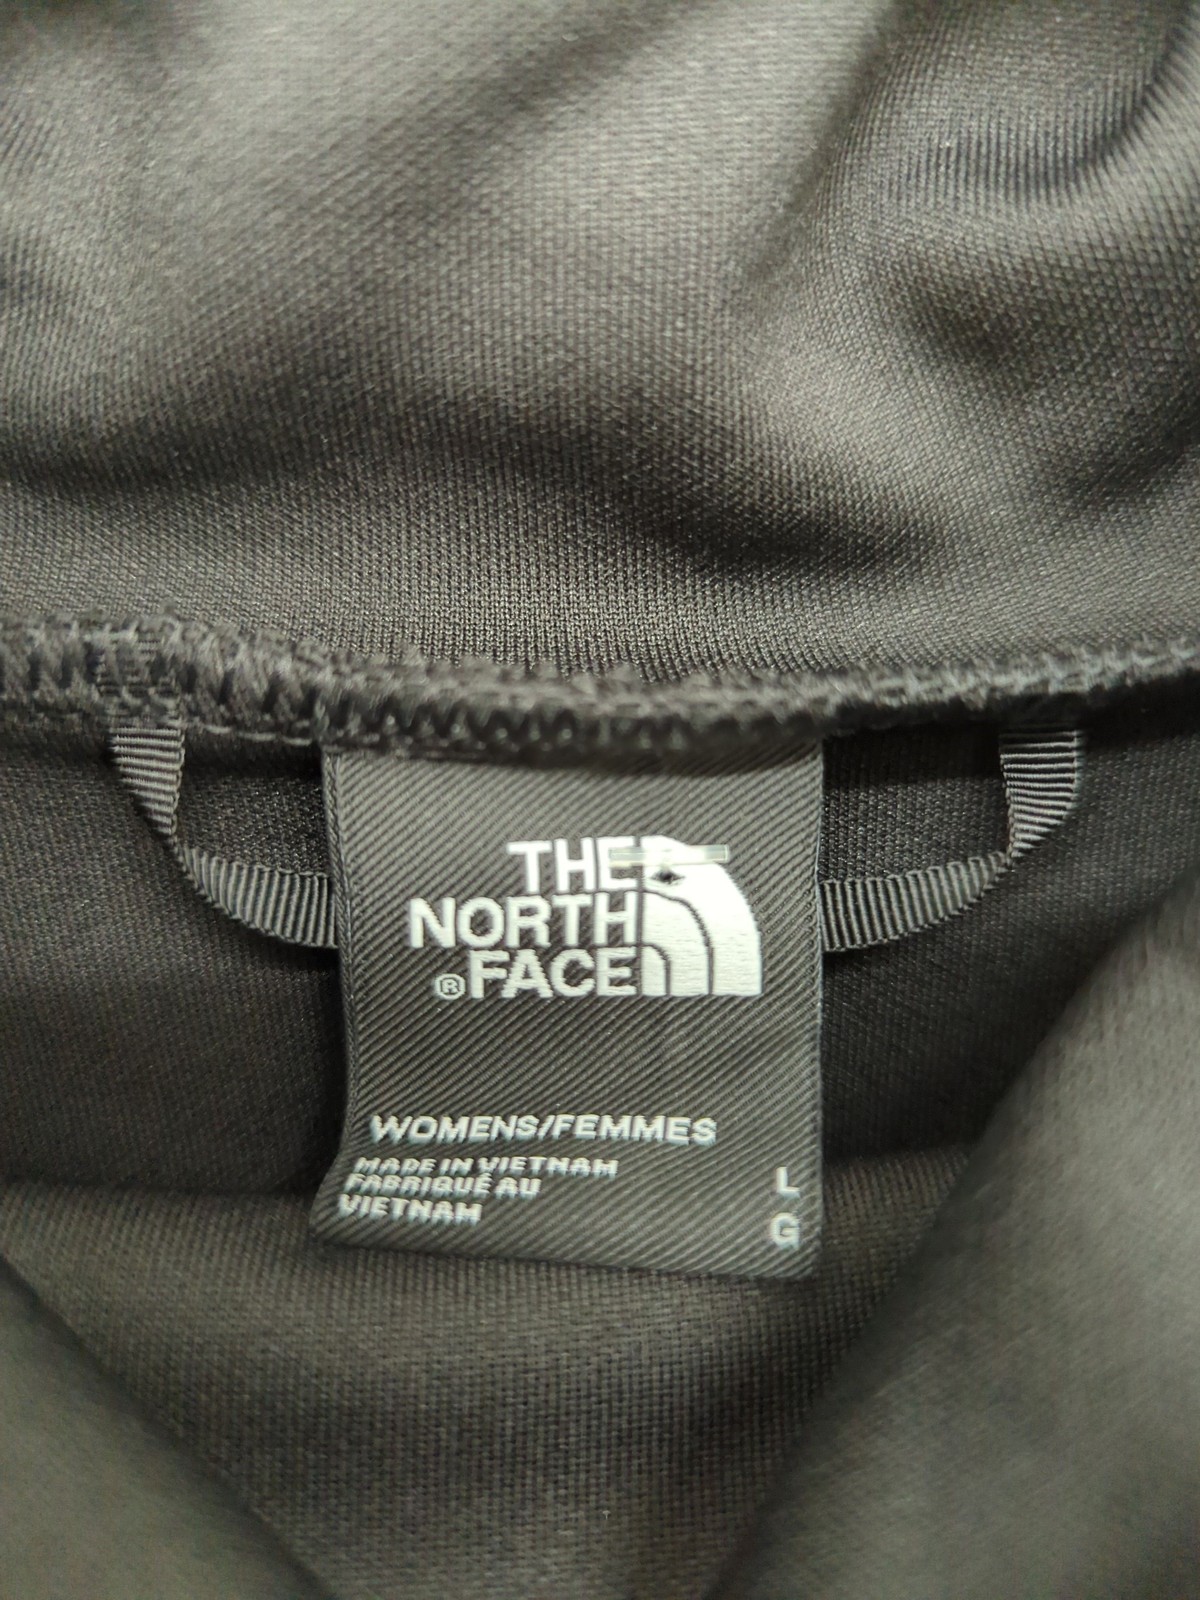 THE
NORTH
®FACE
WOMENS/FEMMES
MADE IN VIETNAM
FABRIQUÉ AU
VIETNAM
L
G